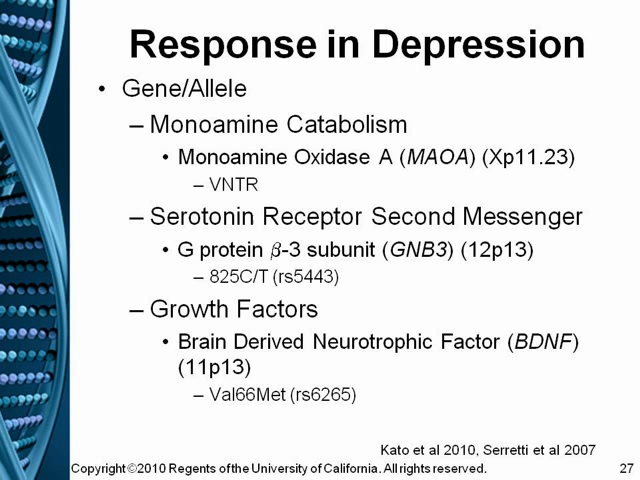 Response in Depression
• Gene/Allele
– Monoamine Catabolism
• Monoamine Oxidase A (MAOA) (Xp11.23)
– VNTR
– Serotonin Receptor Second Messenger
• G protein β-3 subunit (GNB3) (12p13)
– 825C/T (rs5443)
– Growth Factors
• Brain Derived Neurotrophic Factor (BDNF)
(11p13)
– Val66Met (rs6265)
Kato et al 2010, Serretti et al 2007
Copyright ©2010 Regents of the University of California. All rights reserved. 27